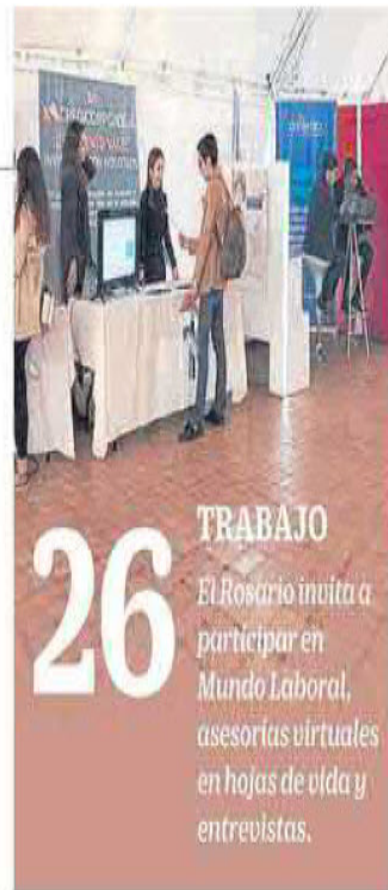 26
TRABAJO
El Rosario invita a
participar en
Mundo Laboral,
asesorías virtuales
en hojas de vida y
entrevistas.